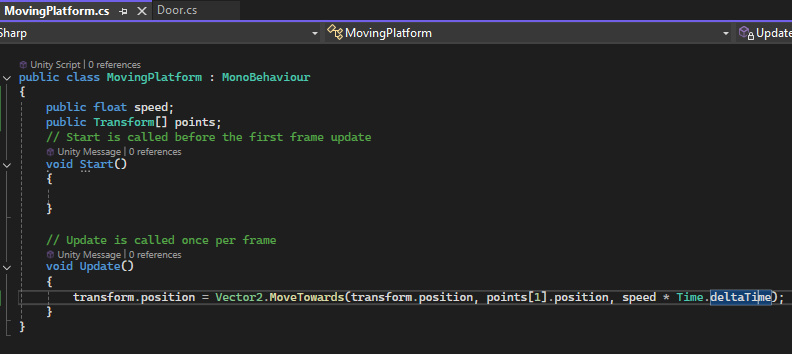 MovingPlatform.cs Door.cs
Sharp MovingPlatform Update
Unity Script | 0 references
public class MovingPlatform : MonoBehaviour
{
public float speed;
public Transform[] points;
// Start is called before the first frame update
Unity Message | 0 references
void Start()
{
}
// Update is called once per frame
Unity Message | 0 references
void Update()
{
transform.position = Vector2.MoveTowards(transform.position, points[1].position, speed * Time.deltaTime);
}
}